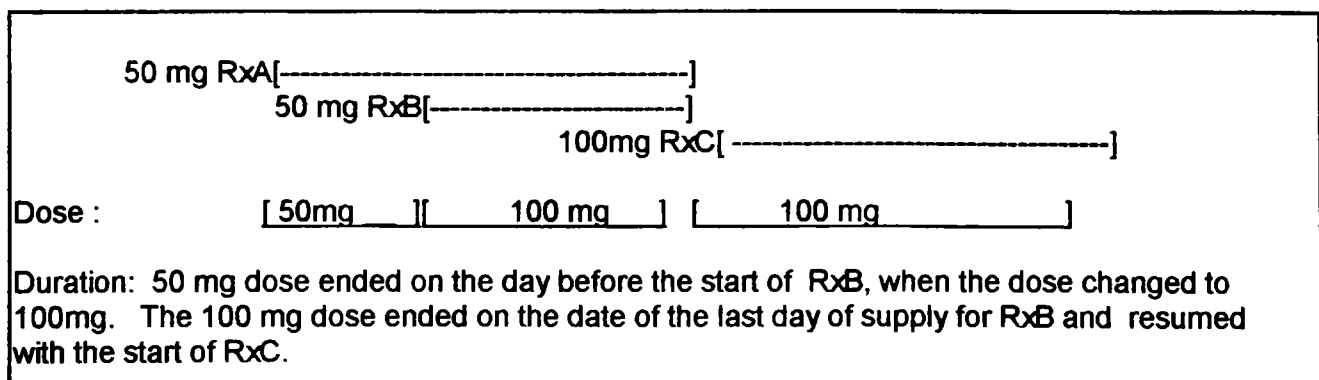 50 mg RxA[----------------------------------------]
50 mg RxB[-------------------------]
100mg RxC[ -------------------------------------]
Dose : [ 50mg ][ 100 mg ] [ 100 mg ]
Duration: 50 mg dose ended on the day before the start of RxB, when the dose changed to
100mg. The 100 mg dose ended on the date of the last day of supply for RxB and resumed
with the start of RxC.